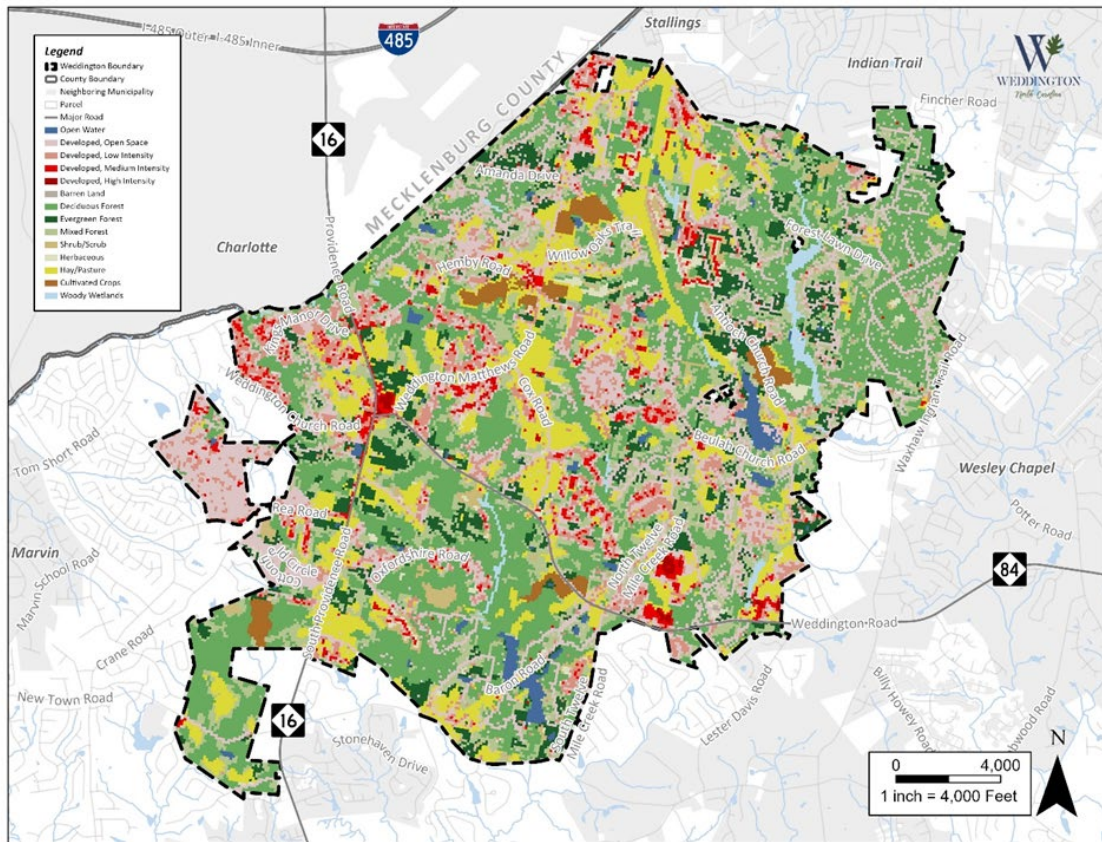 Stallings
I-485 Outer I-485 Inner
INTERSTATE
485
Indian Trail
W
WEDDINGTON
North Carolina
Fincher Road
Legend
Weddington Boundary
County Boundary
Neighboring Municipality
Parcel
Major Road
Open Water
Developed, Open Space
Developed, Low Intensity
Developed, Medium Intensity
Developed, High Intensity
Barren Land
Deciduous Forest
Evergreen Forest
Mixed Forest
Shrub/Scrub
Herbaceous
Hay/Pasture
Cultivated Crops
Woody Wetlands
16
MECKLENBURG COUNTY
Amanda Drive
Charlotte
Providence Road
Forest Lawn Drive
Willow Oaks Trail
Hemby Road
Antioch Church Road
Kings Manor Drive
Weddington Matthews Road
Cox Road
Weddington Church Road
Waxhaw Indian Trail Road
Beulah Church Road
Tom Short Road
Wesley Chapel
Potter Road
Rea Road
Marvin
Marvin School Road
Cottonfield Circle
Oxfordshire Road
North Twelve
Mile Creek Road
84
South Providence Road
Weddington Road
Crane Road
New Town Road
Baron Road
South Twelve
Mile Creek Road
Lester Davis Road
Billy Howey Road
16
Stonehaven Drive
N
0 4,000
1 inch = 4,000 Feet